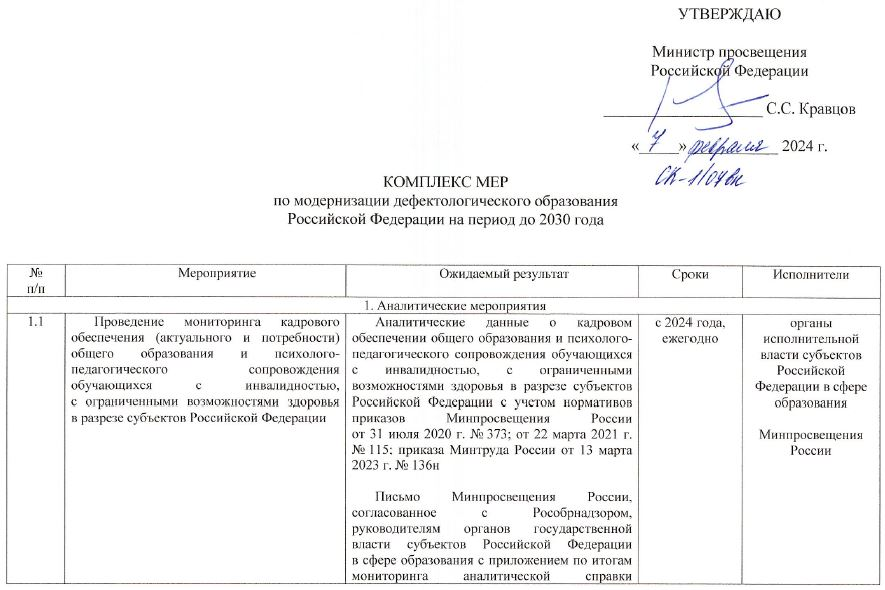 УТВЕРЖДАЮ
Министр просвещения
Российской Федерации
С.С. Кравцов
« 7 » февраля 2024 г.
СК-1/07вн
КОМПЛЕКС МЕР
по модернизации дефектологического образования
Российской Федерации на период до 2030 года
№
п/п
Мероприятие
Ожидаемый результат
Сроки
Исполнители
1. Аналитические мероприятия
1.1
Проведение мониторинга кадрового
обеспечения (актуального и потребности)
общего образования и психолого-
педагогического сопровождения
обучающихся с инвалидностью,
с ограниченными возможностями здоровья
в разрезе субъектов Российской Федерации
Аналитические данные о кадровом
обеспечении общего образования и психолого-
педагогического сопровождения обучающихся
с инвалидностью, с ограниченными
возможностями здоровья в разрезе субъектов
Российской Федерации с учетом нормативов
приказов Минпросвещения России
от 31 июля 2020 г. № 373; от 22 марта 2021 г.
№ 115; приказа Минтруда России от 13 марта
2023 г. № 136н
Письмо Минпросвещения России,
согласованное с Рособрнадзором,
руководителям органов государственной
власти субъектов Российской Федерации
в сфере образования с приложением по итогам
мониторинга аналитической справки
с 2024 года,
ежегодно
органы
исполнительной
власти субъектов
Российской
Федерации в сфере
образования
Минпросвещения
России